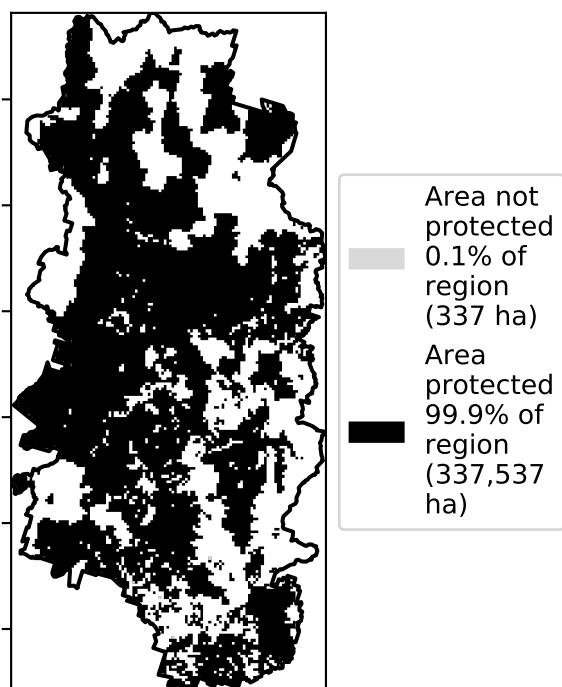 Area not
protected
0.1% of
region
(337 ha)
Area
protected
99.9% of
region
(337,537
ha)